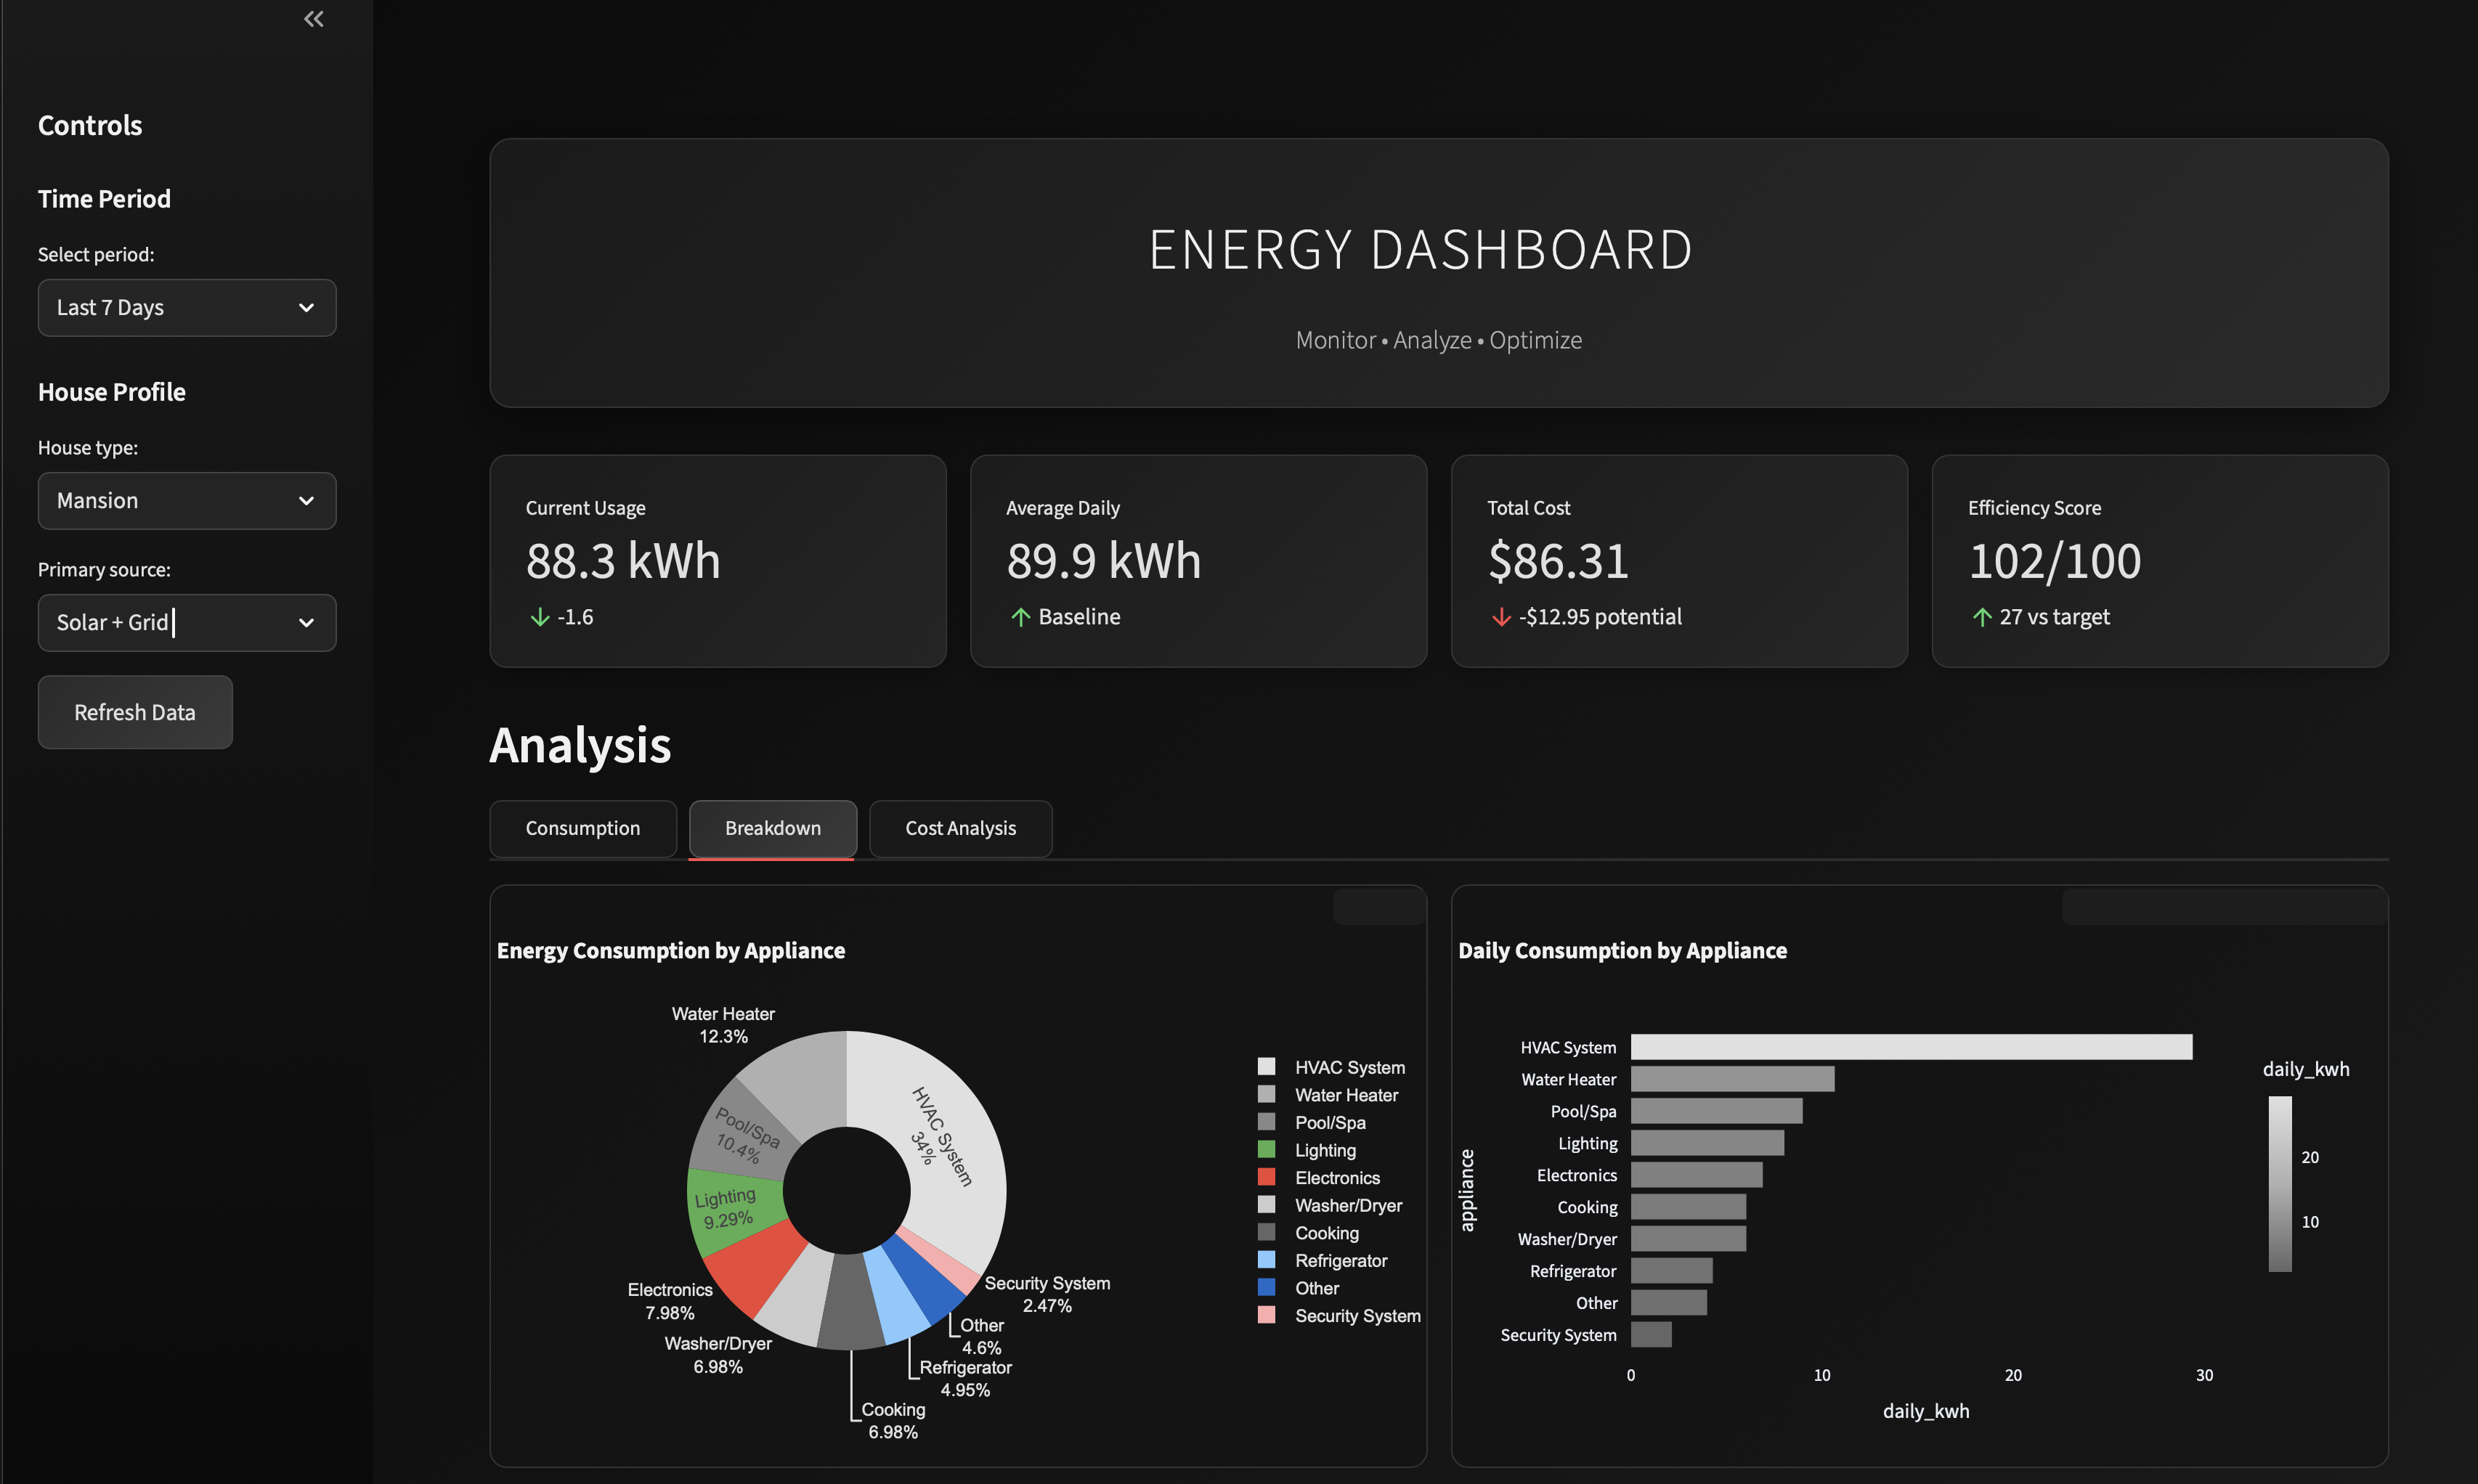 Controls
Time Period
Select period:
Last 7 Days
House Profile
House type:
Mansion
Primary source:
Solar + Grid
Refresh Data
ENERGY DASHBOARD
Monitor • Analyze • Optimize
Current Usage
88.3 kWh
-1.6
Average Daily
89.9 kWh
Baseline
Total Cost
$86.31
-$12.95 potential
Efficiency Score
102/100
27 vs target
Analysis
Consumption
Breakdown
Cost Analysis
Energy Consumption by Appliance
Water Heater
12.3%
HVAC System
34%
Pool/Spa
10.4%
Lighting
9.29%
Electronics
7.98%
Washer/Dryer
6.98%
Cooking
6.98%
Refrigerator
4.95%
Other
4.6%
Security System
2.47%
HVAC System
Water Heater
Pool/Spa
Lighting
Electronics
Washer/Dryer
Cooking
Refrigerator
Other
Security System
Daily Consumption by Appliance
appliance
HVAC System
Water Heater
Pool/Spa
Lighting
Electronics
Cooking
Washer/Dryer
Refrigerator
Other
Security System
0 10 20 30
daily_kwh
daily_kwh
20
10